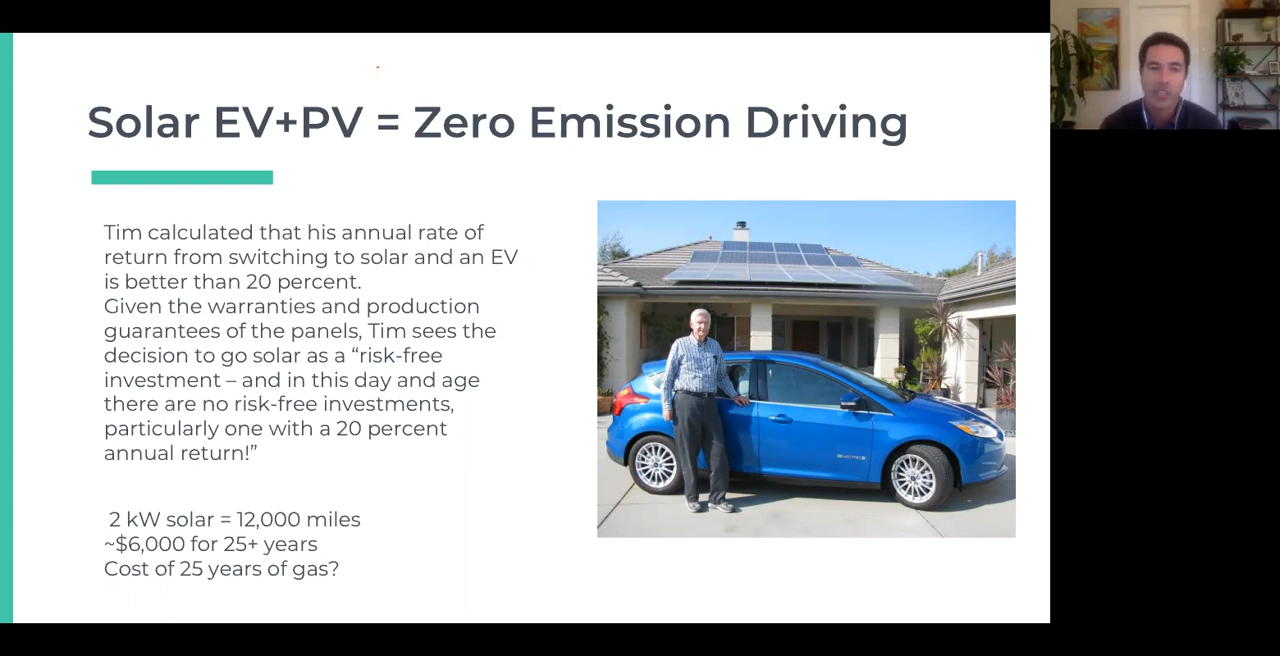 Solar EV+PV = Zero Emission Driving
Tim calculated that his annual rate of
return from switching to solar and an EV
is better than 20 percent.
Given the warranties and production
guarantees of the panels, Tim sees the
decision to go solar as a “risk-free
investment – and in this day and age
there are no risk-free investments,
particularly one with a 20 percent
annual return!”
2 kW solar = 12,000 miles
~$6,000 for 25+ years
Cost of 25 years of gas?